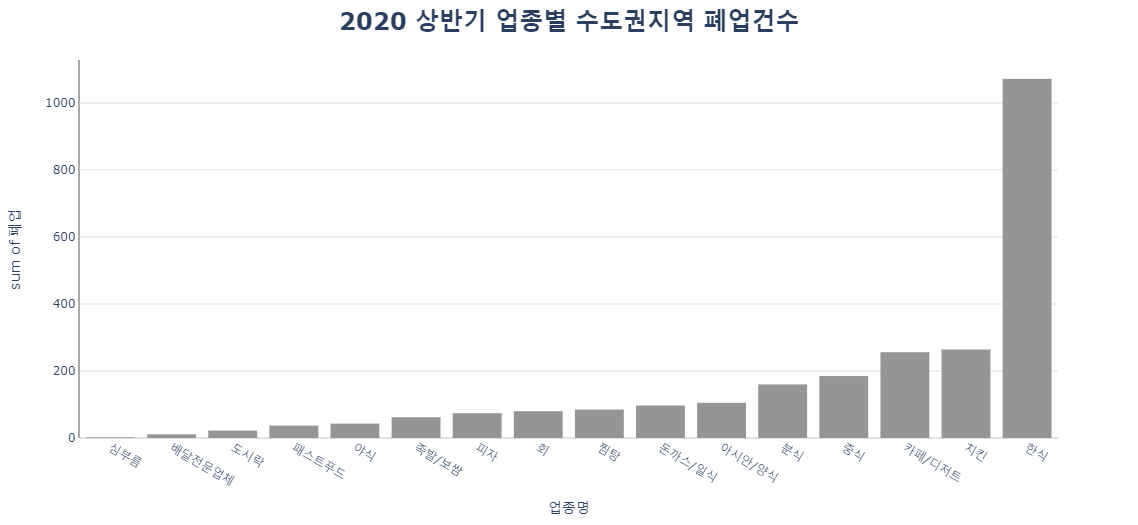 2020 상반기 업종별 수도권지역 폐업건수
1000
800
600
400
200
0
sum of 폐업
심부름
배달전문업체
도시락
패스트푸드
야식
족발/보쌈
피자
회
찜탕
돈까스/일식
아시안/양식
분식
중식
카페/디저트
치킨
한식
업종명